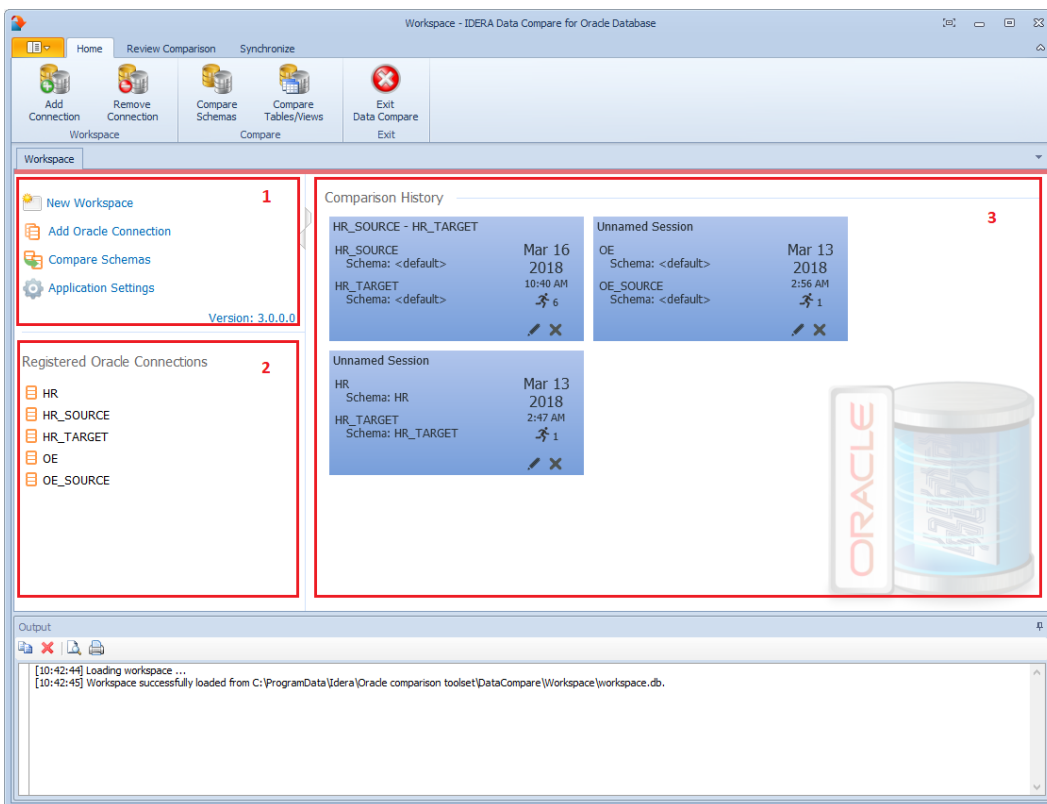 Workspace - IDERA Data Compare for Oracle Database
Home Review Comparison Synchronize
Add Connection
Remove Connection
Compare Schemas
Compare Tables/Views
Exit Data Compare
Workspace Compare Exit
Workspace
1
New Workspace
Add Oracle Connection
Compare Schemas
Application Settings
Version: 3.0.0.0
Registered Oracle Connections
2
HR
HR_SOURCE
HR_TARGET
OE
OE_SOURCE
Comparison History
3
HR_SOURCE - HR_TARGET
HR_SOURCE
Schema: <default>
HR_TARGET
Schema: <default>
Mar 16
2018
10:40 AM
6
Unnamed Session
OE
Schema: <default>
OE_SOURCE
Schema: <default>
Mar 13
2018
2:56 AM
1
Unnamed Session
HR
Schema: HR
HR_TARGET
Schema: HR_TARGET
Mar 13
2018
2:47 AM
1
ORACLE
Output
[10:42:44] Loading workspace ...
[10:42:45] Workspace successfully loaded from C:\ProgramData\Idera\Oracle comparison toolset\DataCompare\Workspace\workspace.db.